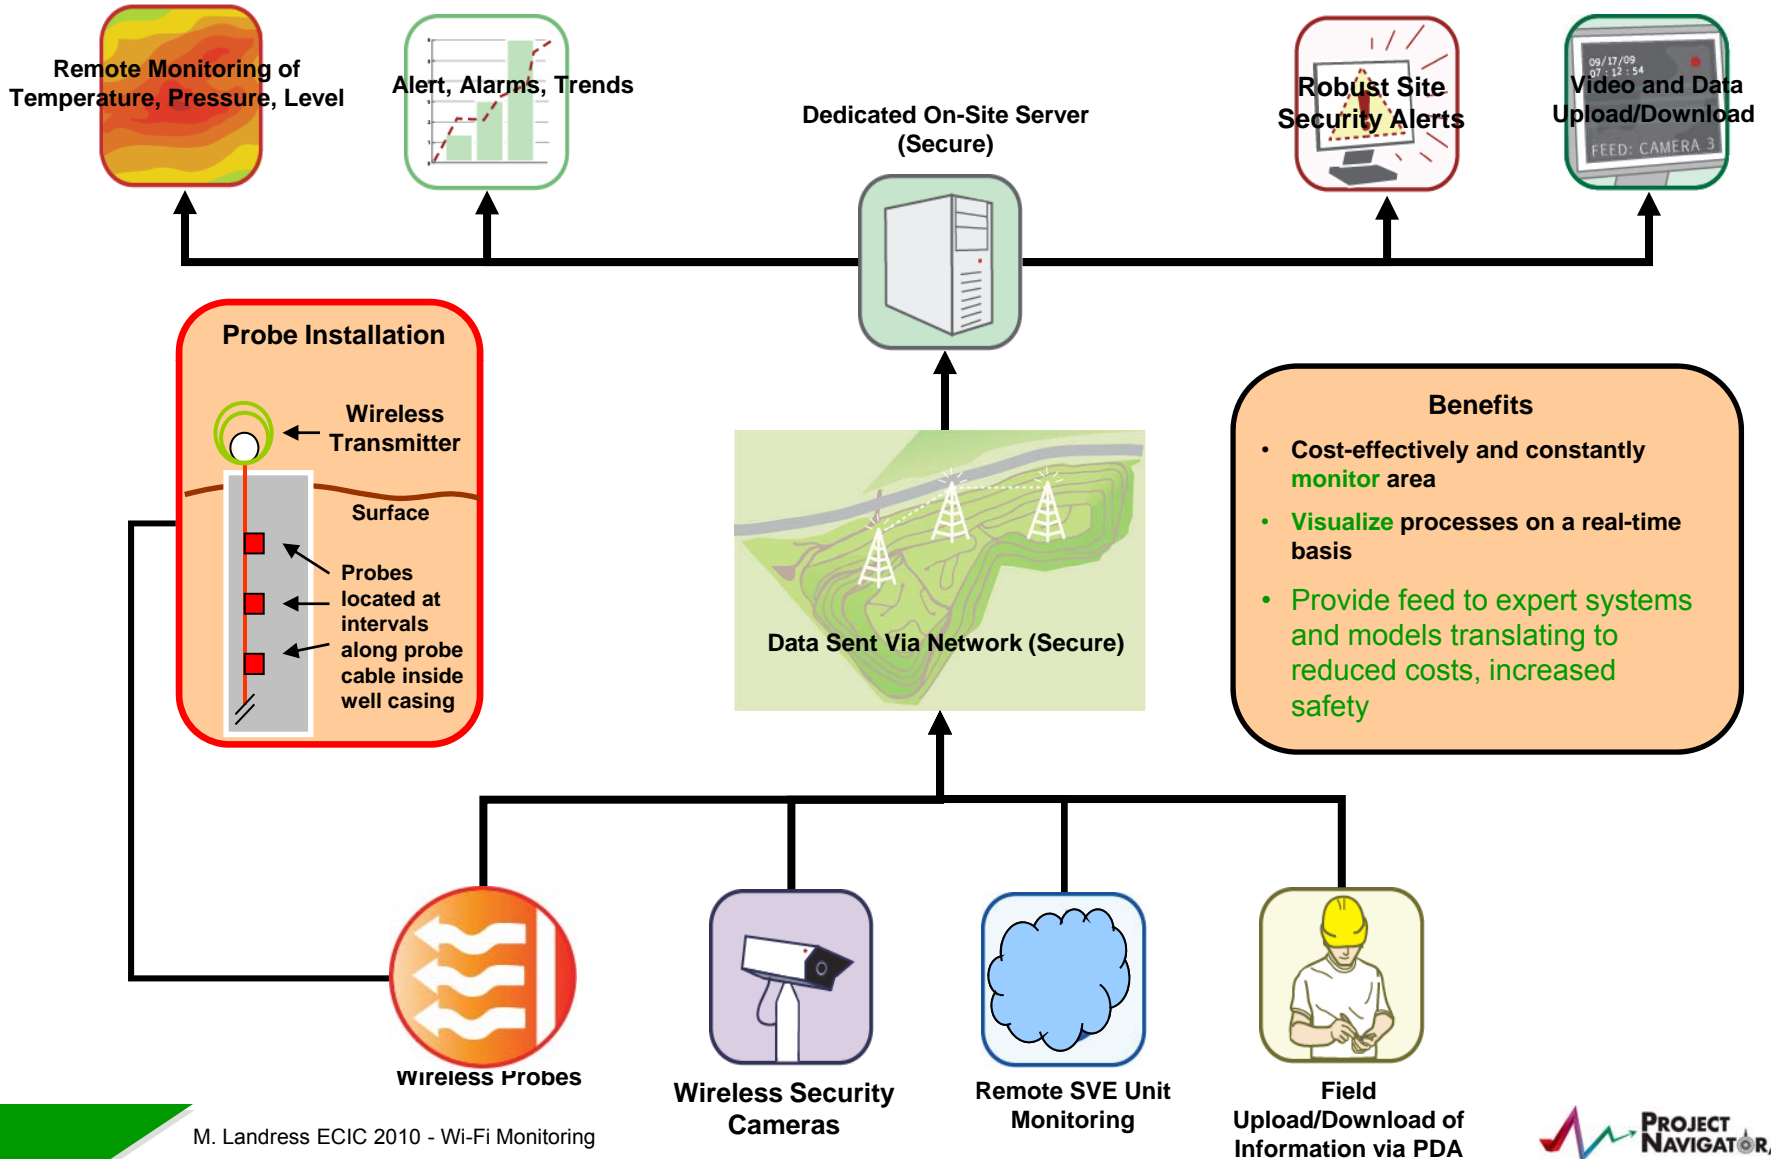 Remote Monitoring of
Temperature, Pressure, Level
Alert, Alarms, Trends
Dedicated On-Site Server
(Secure)
Robust Site
Security Alerts
09/17/09
07:12:54
Video and Data
Upload/Download
FEED: CAMERA 3
Probe Installation
Wireless
Transmitter
Surface
Probes
located at
intervals
along probe
cable inside
well casing
Data Sent Via Network (Secure)
Benefits
• Cost-effectively and constantly
monitor area
• Visualize processes on a real-time
basis
• Provide feed to expert systems
and models translating to
reduced costs, increased
safety
Wireless Probes
Wireless Security
Cameras
Remote SVE Unit
Monitoring
Field
Upload/Download of
Information via PDA
M. Landress ECIC 2010 - Wi-Fi Monitoring
PROJECT
NAVIGATOR,